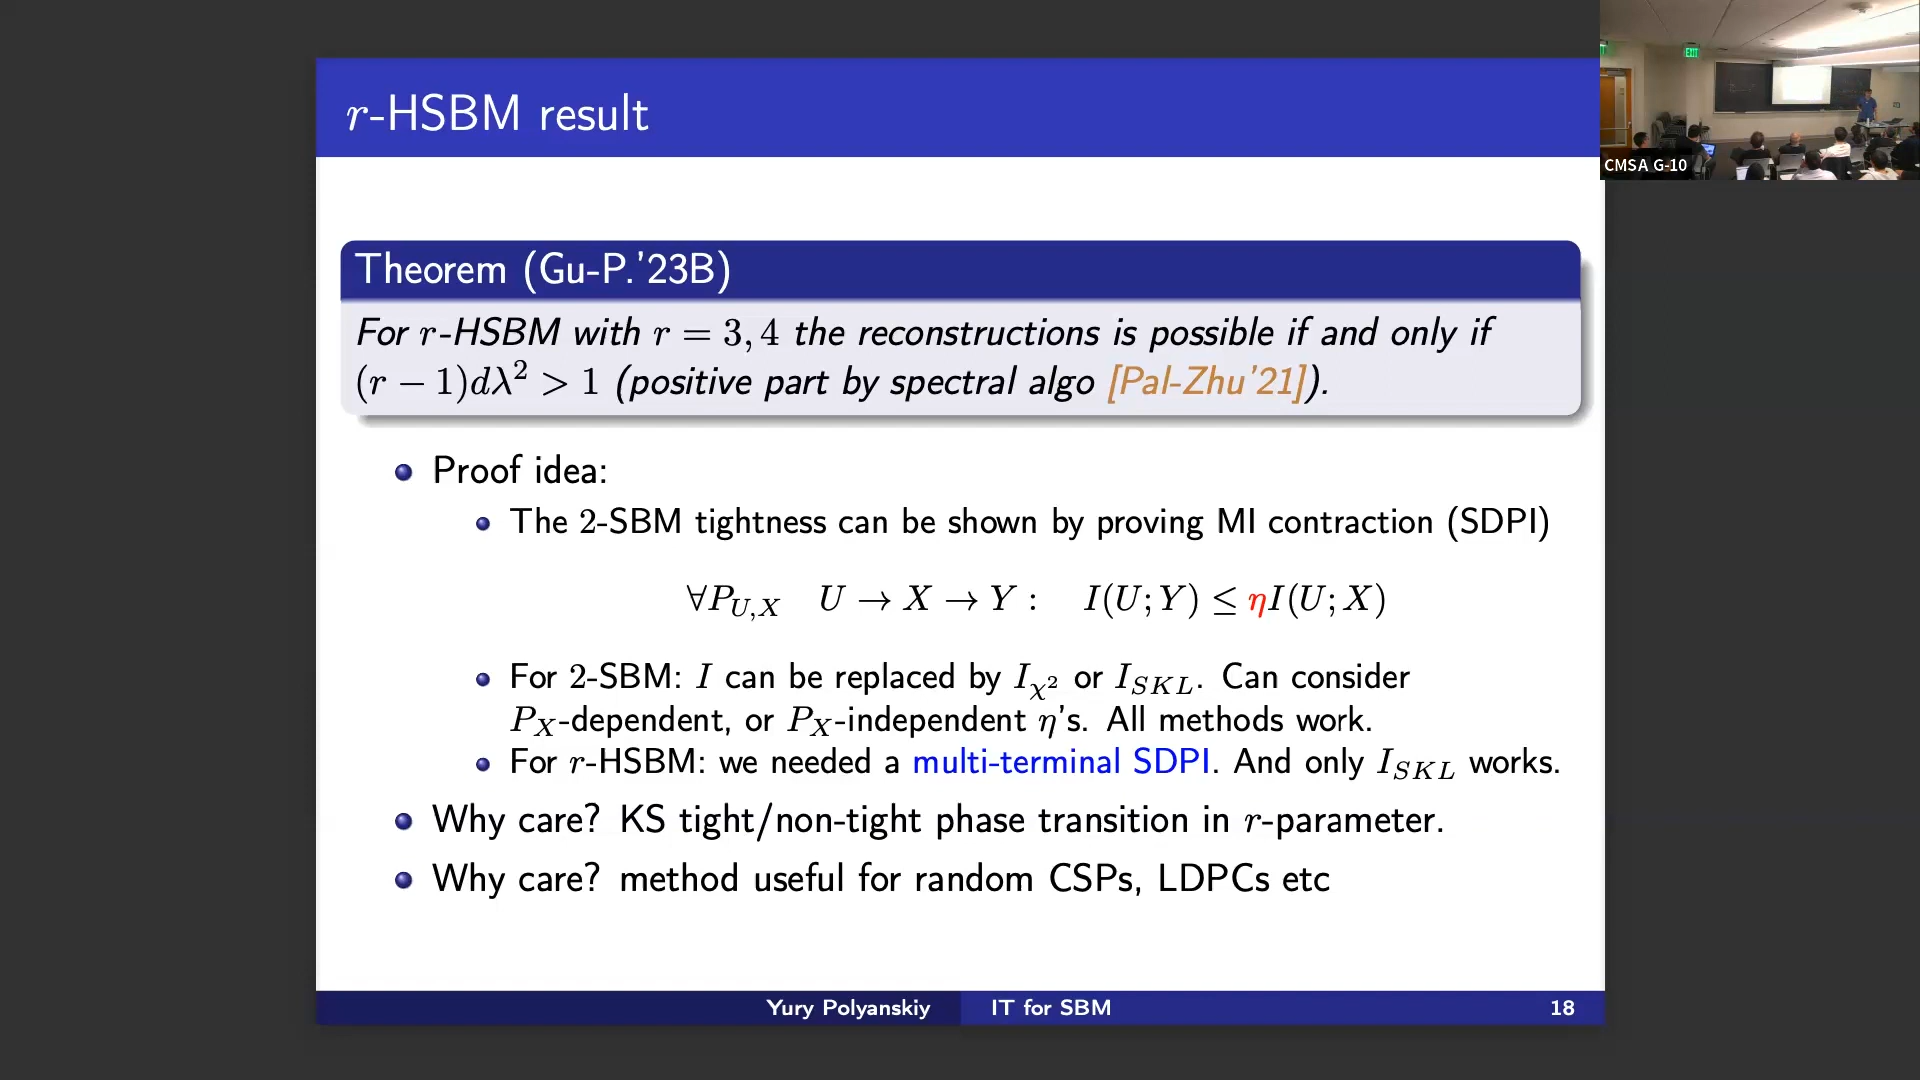 r-HSBM result
CMSA G-10
Theorem (Gu-P.'23B)
For r-HSBM with r = 3, 4 the reconstructions is possible if and only if
(r − 1)dλ² > 1 (positive part by spectral algo [Pal-Zhu'21]).
Proof idea:
The 2-SBM tightness can be shown by proving MI contraction (SDPI)
∀P_{U,X} U → X → Y : I(U; Y) ≤ ηI(U; X)
For 2-SBM: I can be replaced by I_{χ²} or I_{SKL}. Can consider
P_X-dependent, or P_X-independent η's. All methods work.
For r-HSBM: we needed a multi-terminal SDPI. And only I_{SKL} works.
Why care? KS tight/non-tight phase transition in r-parameter.
Why care? method useful for random CSPs, LDPCs etc
Yury Polyanskiy IT for SBM 18